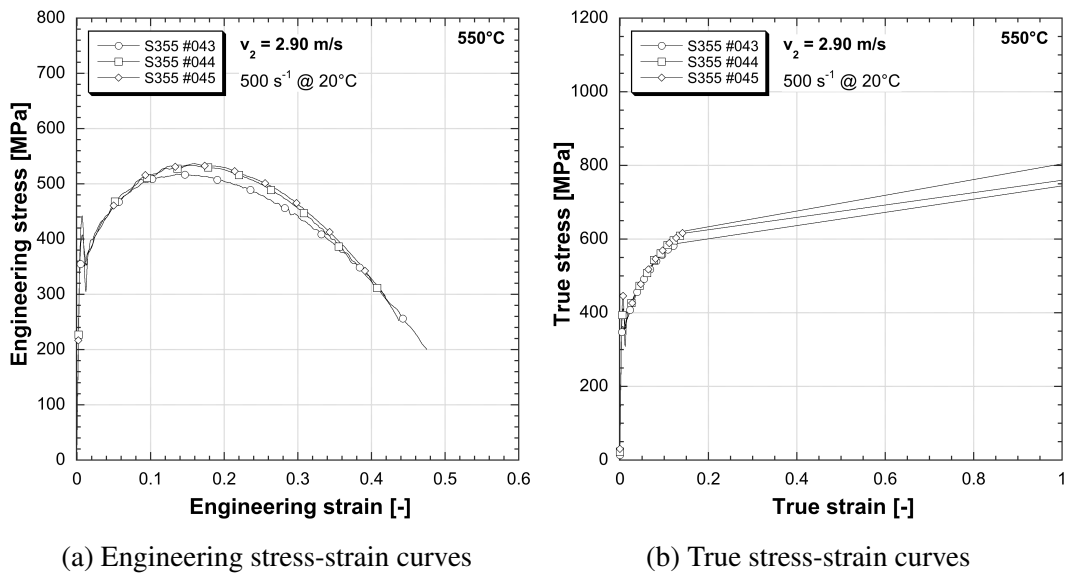 800
700
600
500
400
300
200
100
0
Engineering stress [MPa]
S355 #043
S355 #044
S355 #045
v2 = 2.90 m/s
500 s-1 @ 20°C
550°C
0 0.1 0.2 0.3 0.4 0.5 0.6
Engineering strain [-]
(a) Engineering stress-strain curves
1200
1000
800
600
400
200
0
True stress [MPa]
S355 #043
S355 #044
S355 #045
v2 = 2.90 m/s
500 s-1 @ 20°C
550°C
0 0.2 0.4 0.6 0.8 1
True strain [-]
(b) True stress-strain curves